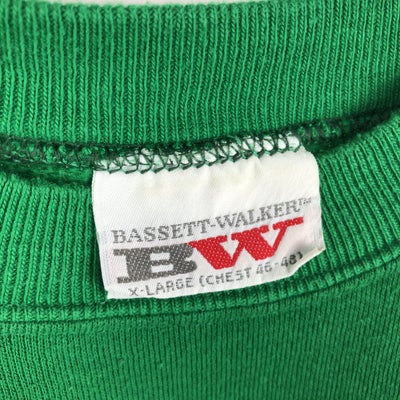 BASSETT-WALKER™
BW
X-LARGE (CHEST 46-48)